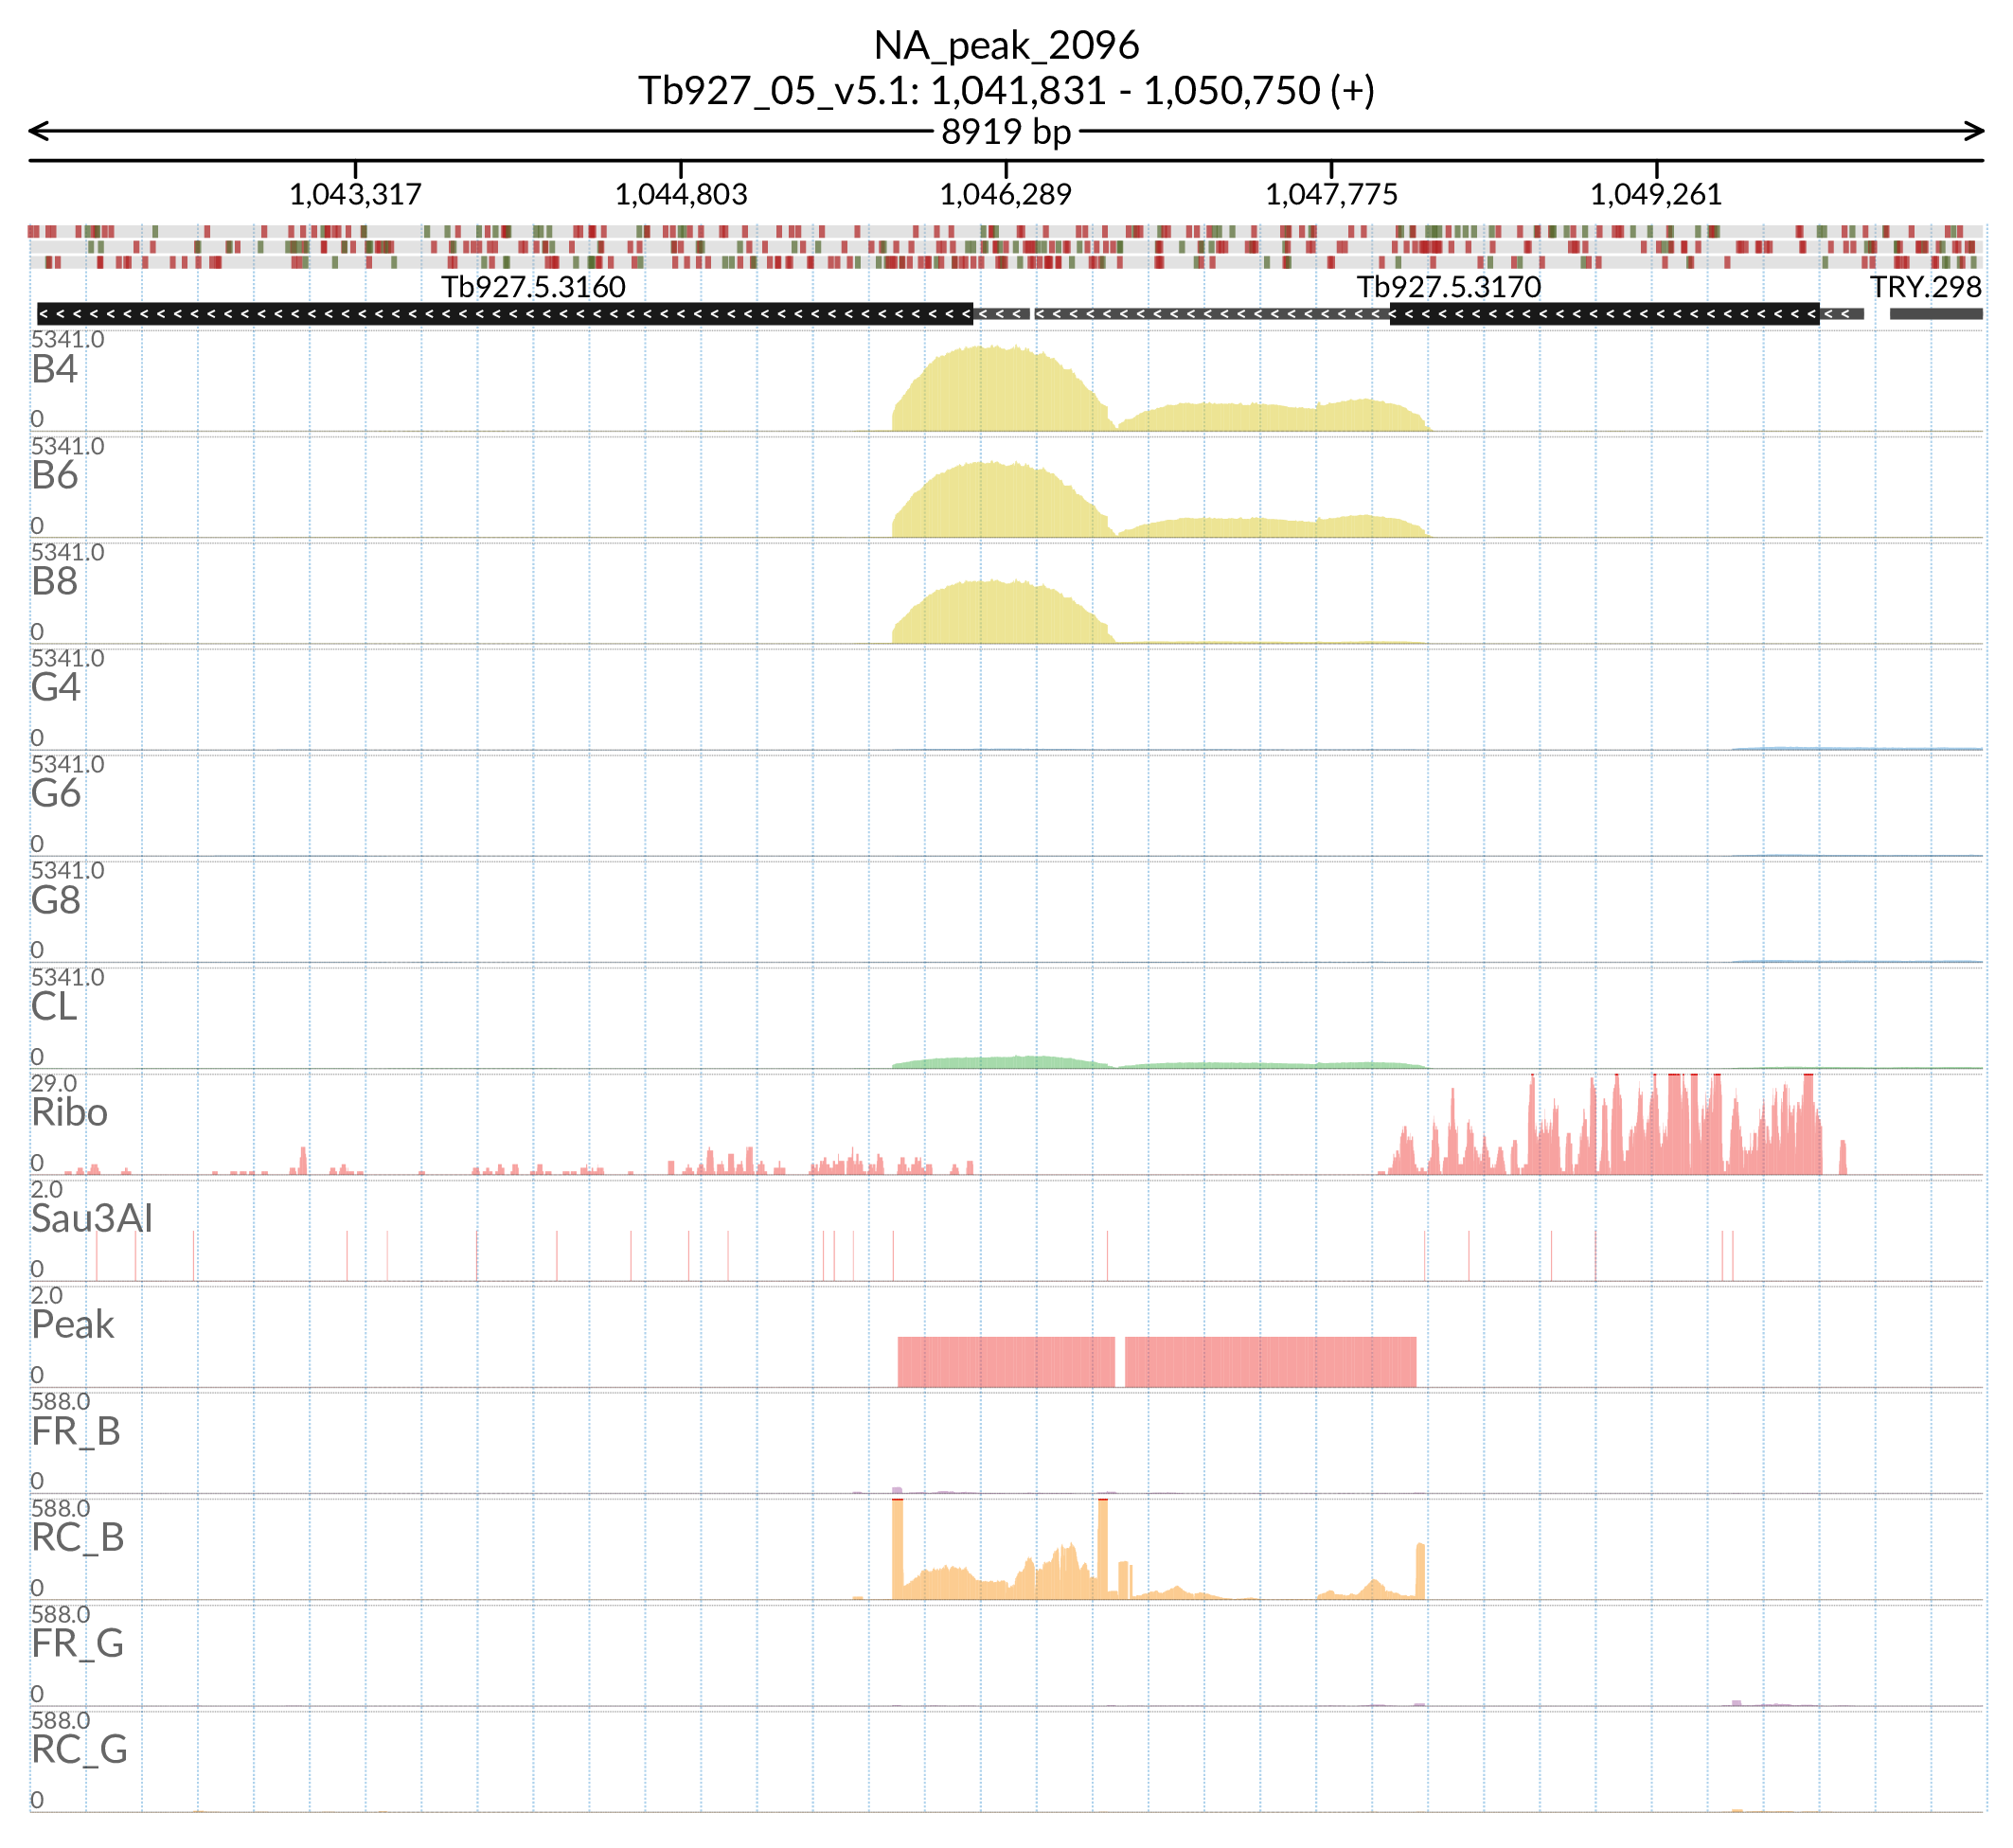 NA_peak_2096
Tb927_05_v5.1: 1,041,831 - 1,050,750 (+)
8919 bp
1,043,317 1,044,803 1,046,289 1,047,775 1,049,261
Tb927.5.3160 Tb927.5.3170 TRY.298
5341.0
B4
0
5341.0
B6
0
5341.0
B8
0
5341.0
G4
0
5341.0
G6
0
5341.0
G8
0
5341.0
CL
0
29.0
Ribo
0
2.0
Sau3AI
0
2.0
Peak
0
588.0
FR_B
0
588.0
RC_B
0
588.0
FR_G
0
588.0
RC_G
0